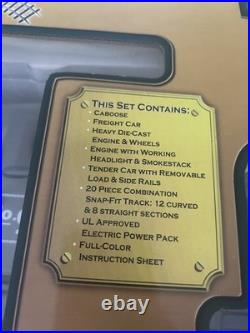 THIS SET CONTAINS:
• CABOOSE
• FREIGHT CAR
• HEAVY DIE-CAST
ENGINE & WHEELS
• ENGINE WITH WORKING
HEADLIGHT & SMOKESTACK
• TENDER CAR WITH REMOVABLE
LOAD & SIDE RAILS
• 20 PIECE COMBINATION
SNAP-FIT TRACK: 12 CURVED
& 8 STRAIGHT SECTIONS
• UL APPROVED
ELECTRIC POWER PACK
• FULL-COLOR
INSTRUCTION SHEET